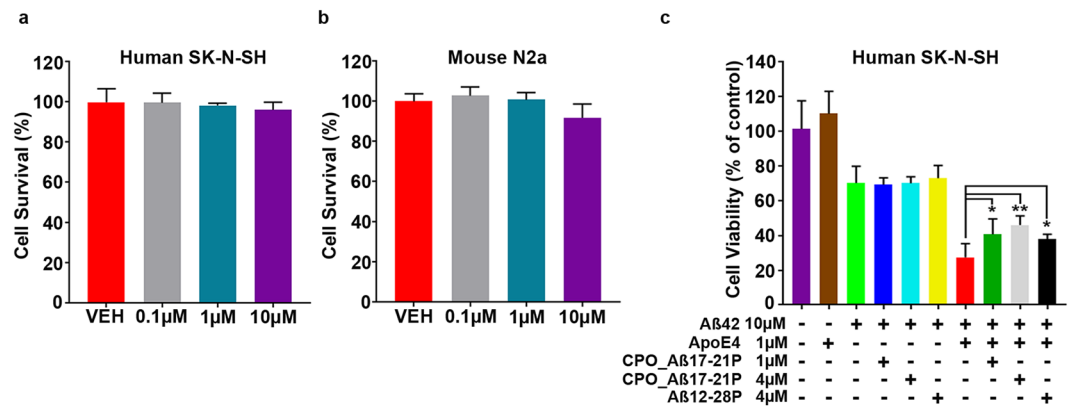 a
Human SK-N-SH
Cell Survival (%)
120
100
80
60
40
20
0
VEH 0.1µM 1µM 10µM
b
Mouse N2a
Cell Survival (%)
120
100
80
60
40
20
0
VEH 0.1µM 1µM 10µM
c
Human SK-N-SH
Cell Viability (% of control)
120
100
80
60
40
20
0
* ** *
Aß42 10µM - - + + + + + + + +
ApoE4 1µM - + - - - - + + + +
CPO_Aß17-21P 1µM - - - + - - - + - -
CPO_Aß17-21P 4µM - - - - + - - - + -
Aß12-28P 4µM - - - - - + - - - +